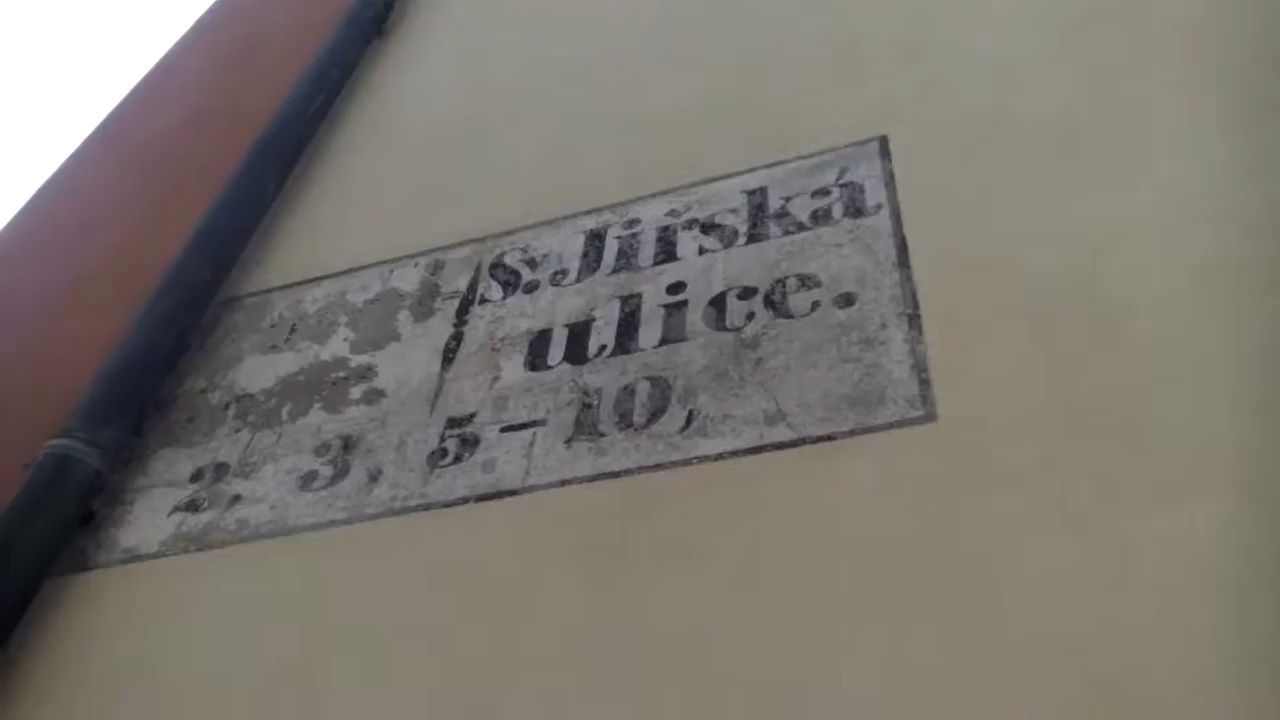 S: Jiřská
ulice.
2, 3, 5-10,